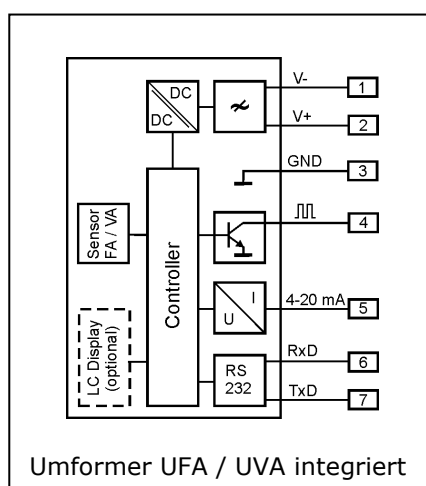 DC
DC
V-
1
V+
2
GND
3
4
Sensor
FA / VA
Controller
I
U
4-20 mA
5
LC Display
(optional)
RS
232
RxD
6
TxD
7
Umformer UFA / UVA integriert